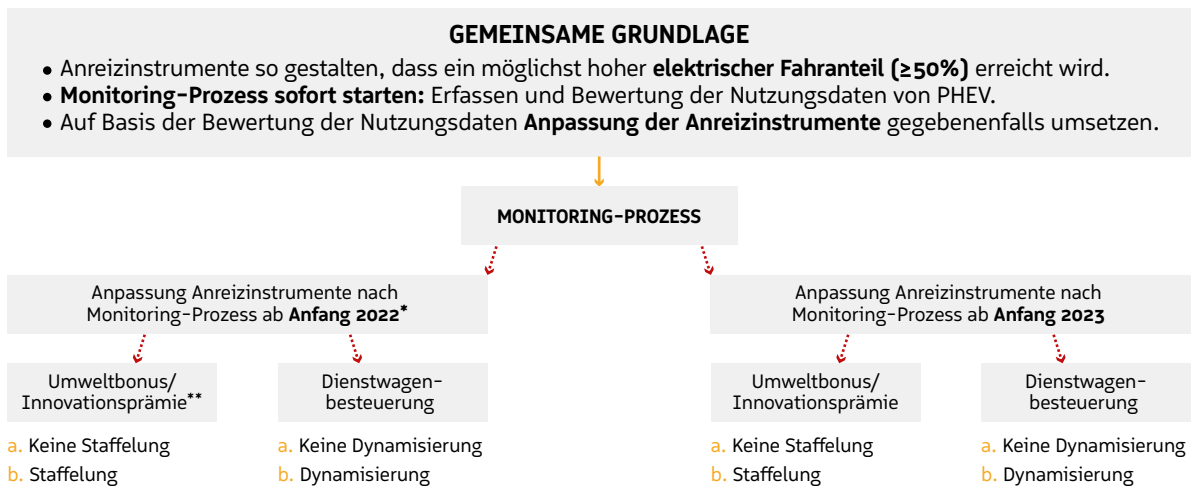 GEMEINSAME GRUNDLAGE
• Anreizinstrumente so gestalten, dass ein möglichst hoher elektrischer Fahranteil (≥50%) erreicht wird.
• Monitoring-Prozess sofort starten: Erfassen und Bewertung der Nutzungsdaten von PHEV.
• Auf Basis der Bewertung der Nutzungsdaten Anpassung der Anreizinstrumente gegebenenfalls umsetzen.
MONITORING-PROZESS
Anpassung Anreizinstrumente nach
Monitoring-Prozess ab Anfang 2022*
Umweltbonus/
Innovationsprämie**
a. Keine Staffelung
b. Staffelung
Dienstwagen-
besteuerung
a. Keine Dynamisierung
b. Dynamisierung
Anpassung Anreizinstrumente nach
Monitoring-Prozess ab Anfang 2023
Umweltbonus/
Innovationsprämie
a. Keine Staffelung
b. Staffelung
Dienstwagen-
besteuerung
a. Keine Dynamisierung
b. Dynamisierung